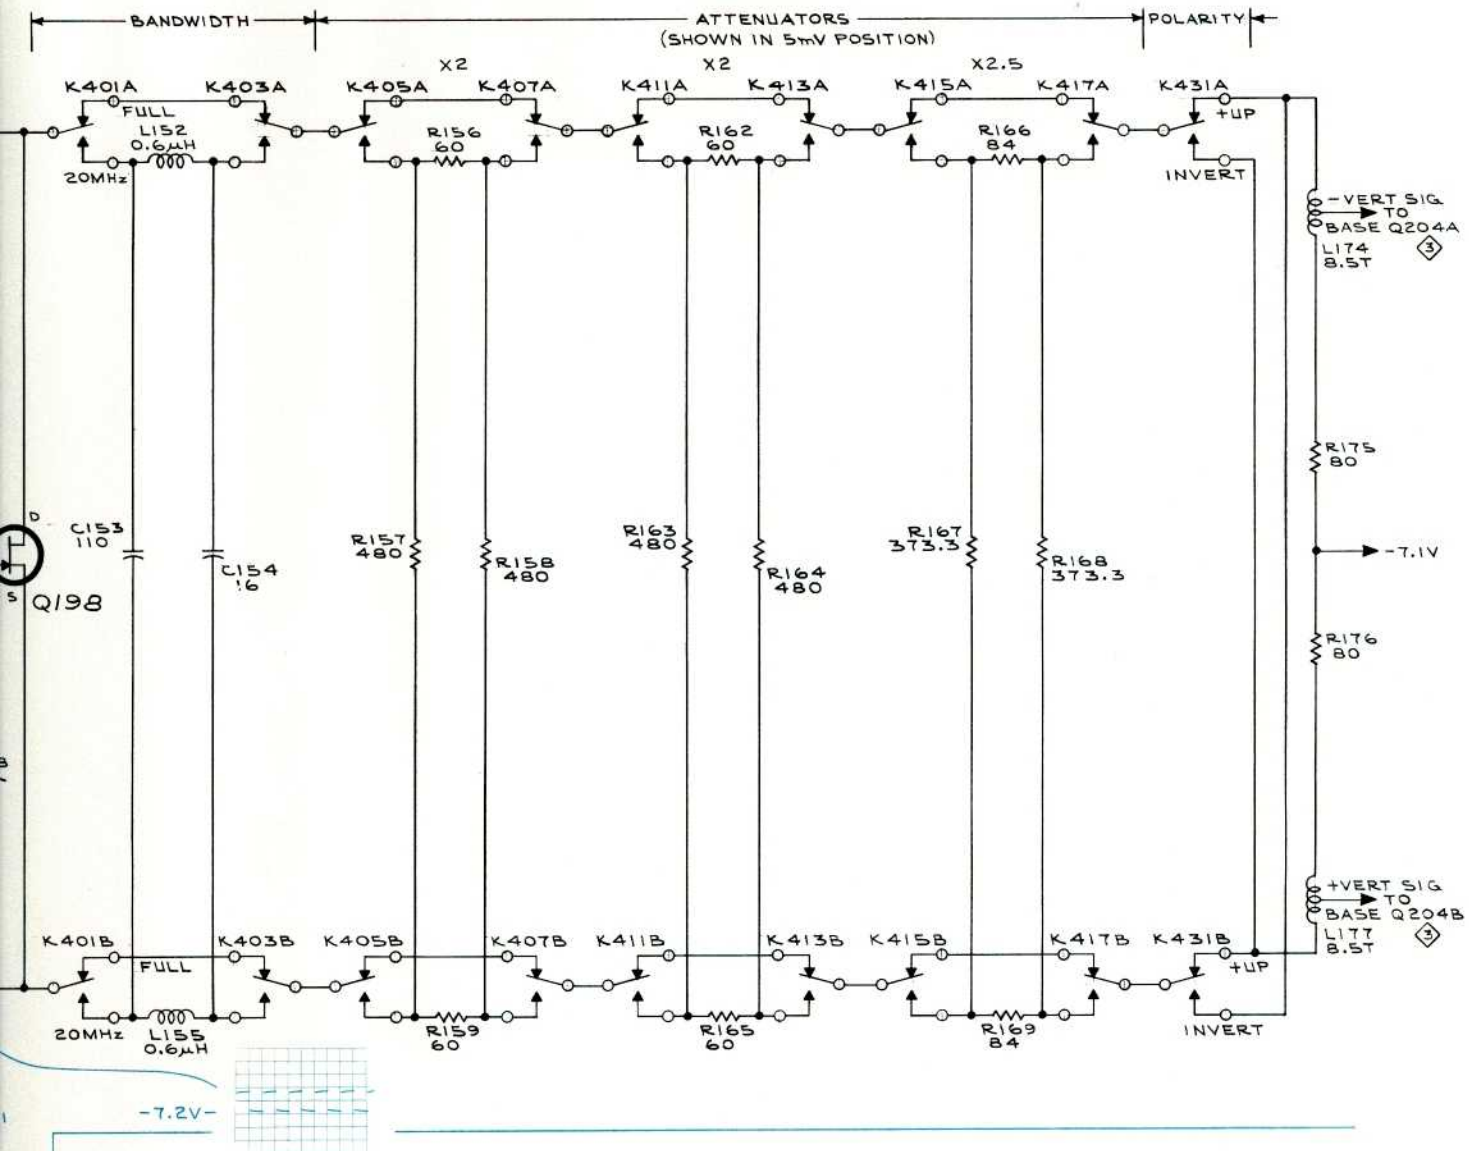 BANDWIDTH
ATTENUATORS
(SHOWN IN 5mV POSITION)
POLARITY
X2
X2
X2.5
K401A
K403A
K405A
K407A
K411A
K413A
K415A
K417A
K431A
FULL
+UP
L152
0.6μH
R156
60
R162
60
R166
84
20MHz
INVERT
-VERT SIG
TO
BASE Q204A
3
L174
8.5T
R175
80
D
C153
110
R157
480
R158
480
R163
480
R164
480
R167
373.3
R168
373.3
-7.1V
C154
S
Q198
R176
80
+VERT SIG
TO
BASE Q204B
3
L177
8.5T
K401B
K403B
K405B
K407B
K411B
K413B
K415B
K417B
K431B
FULL
+UP
20MHz
L155
0.6μH
R159
60
R165
60
R169
84
INVERT
-7.2V-